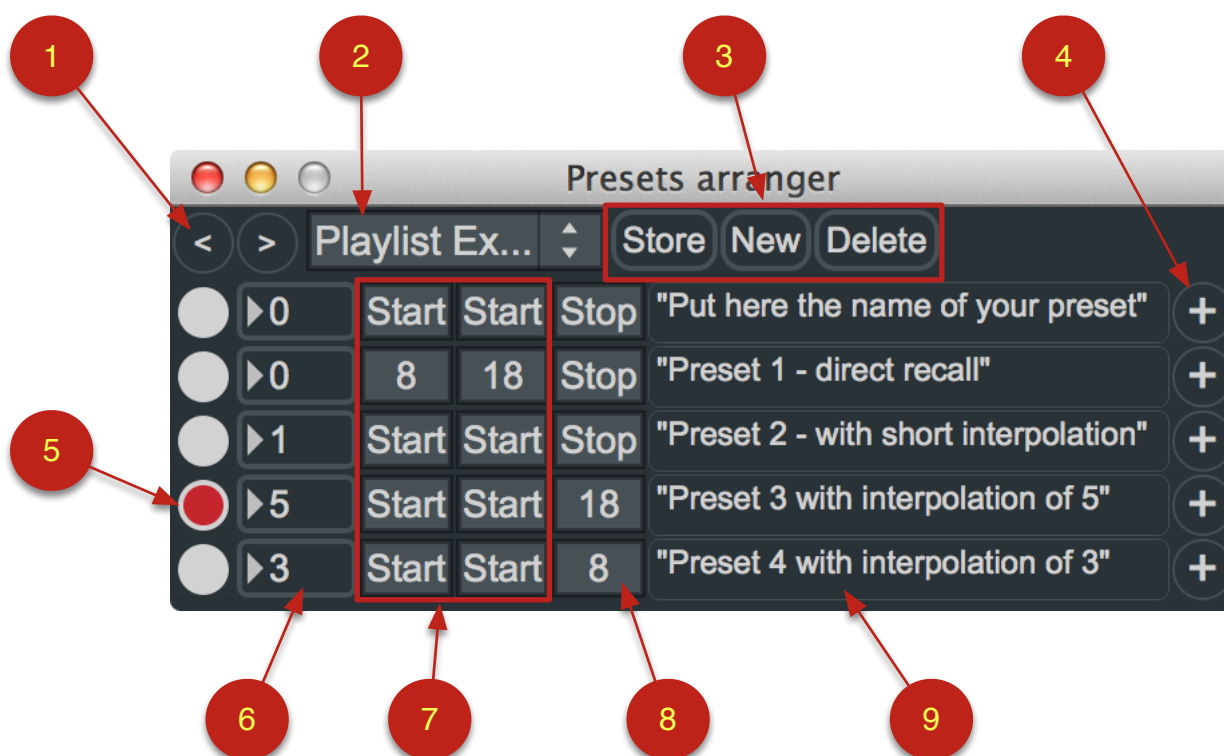 1 2 3 4
Presets arranger
< > Playlist Ex... Store New Delete
0 Start Start Stop "Put here the name of your preset" +
0 8 18 Stop "Preset 1 - direct recall" +
1 Start Start Stop "Preset 2 - with short interpolation" +
5
5 Start Start 18 "Preset 3 with interpolation of 5" +
3 Start Start 8 "Preset 4 with interpolation of 3" +
6 7 8 9